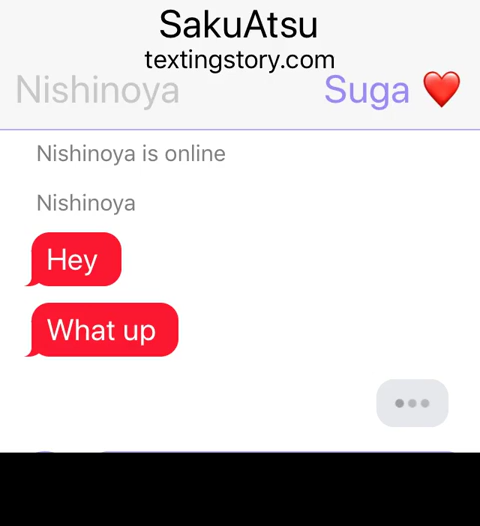 SakuAtsu
textingstory.com
Nishinoya Suga ❤️
Nishinoya is online
Nishinoya
Hey
What up